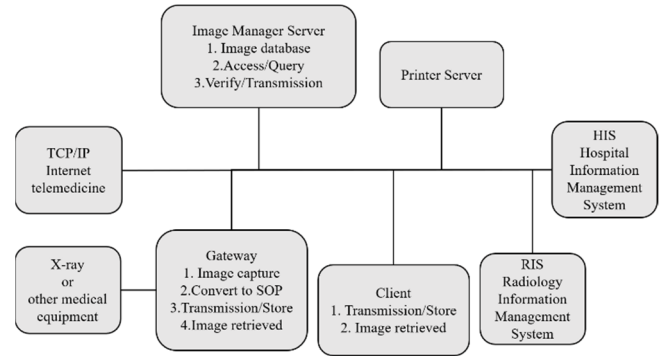 Image Manager Server
1. Image database
2.Access/Query
3.Verify/Transmission
Printer Server
TCP/IP
Internet
telemedicine
HIS
Hospital
Information
Management
System
X-ray
or
other medical
equipment
Gateway
1. Image capture
2.Convert to SOP
3.Transmission/Store
4.Image retrieved
Client
1. Transmission/Store
2. Image retrieved
RIS
Radiology
Information
Management
System